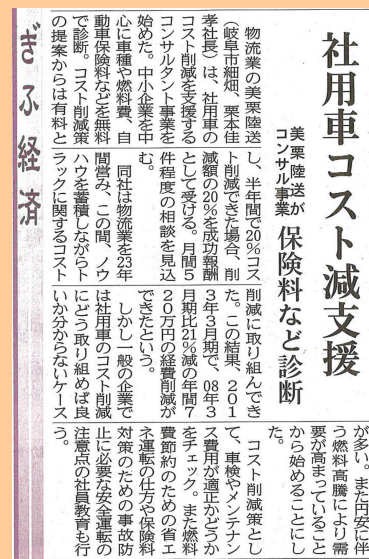 社用車コスト減支援
美栗陸送が
コンサル事業
保険料など診断
物流業の美栗陸送
（岐阜市細畑、栗本佳
孝社長）は、社用車の
コスト削減を支援する
コンサルタント事業を
始めた。中小企業を中
心に車種や燃料費、自
動車保険料などを無料
で診断。コスト削減策
の提案からは有料と
し、半年間で20％コス
ト削減できた場合、削
減額の20％を成功報酬
として受ける。月間5
件程度の相談を見込
む。
同社は物流業を23年
間営み、この間、ノウ
ハウを蓄積しながらト
ラックに関するコスト
削減に取り組んでき
た。この結果、201
3年3月期で、08年3
月期比21％減の年間7
20万円の経費削減が
できたという。
しかし一般の企業で
は社用車のコスト削減
にどう取り組めば良
いか分からないケース
が多い。また円安に伴
う燃料高騰により需
要が高まっていること
から始めることにし
た。
コスト削減策とし
て、車検やメンテナン
ス費用が適正かどうか
をチェック。また燃料
費節約のための省エ
ネ運転の仕方や保険料
対策のための事故防
止に必要な安全運転の
注意点の社員教育も行
う。
ぎふ経済